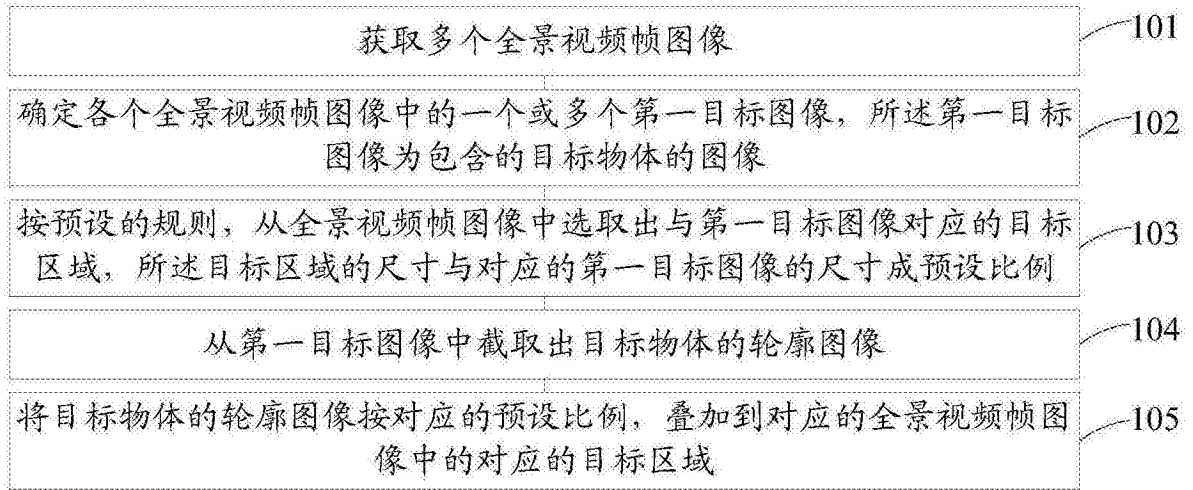 获取多个全景视频帧图像
101
确定各个全景视频帧图像中的一个或多个第一目标图像，所述第一目标
图像为包含的目标物体的图像
102
按预设的规则，从全景视频帧图像中选取出与第一目标图像对应的目标
区域，所述目标区域的尺寸与对应的第一目标图像的尺寸成预设比例
103
从第一目标图像中截取出目标物体的轮廓图像
104
将目标物体的轮廓图像按对应的预设比例，叠加到对应的全景视频帧图
像中的对应的目标区域
105